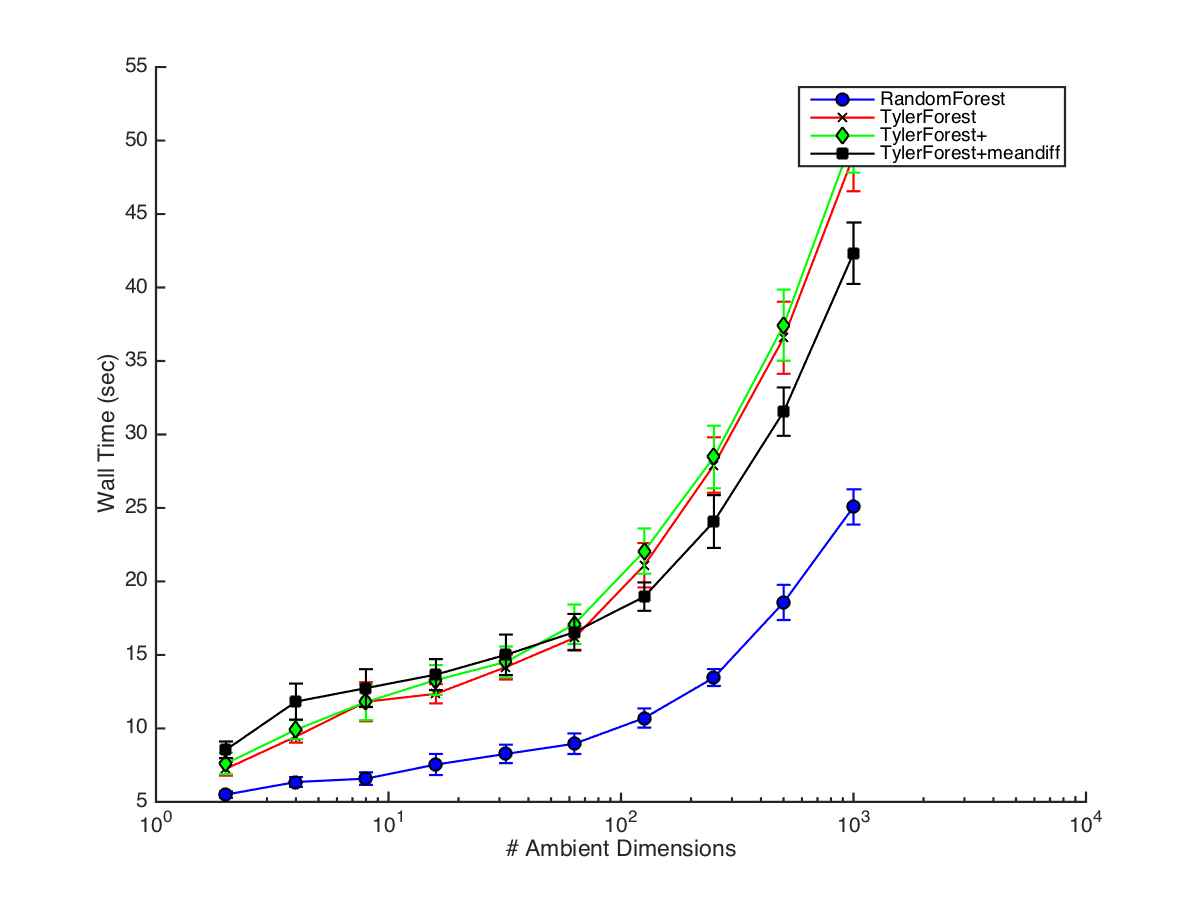 55
50
45
40
35
30
25
20
15
10
5
Wall Time (sec)
RandomForest
TylerForest
TylerForest+
TylerForest+meandiff
10^0
10^1
10^2
10^3
10^4
# Ambient Dimensions